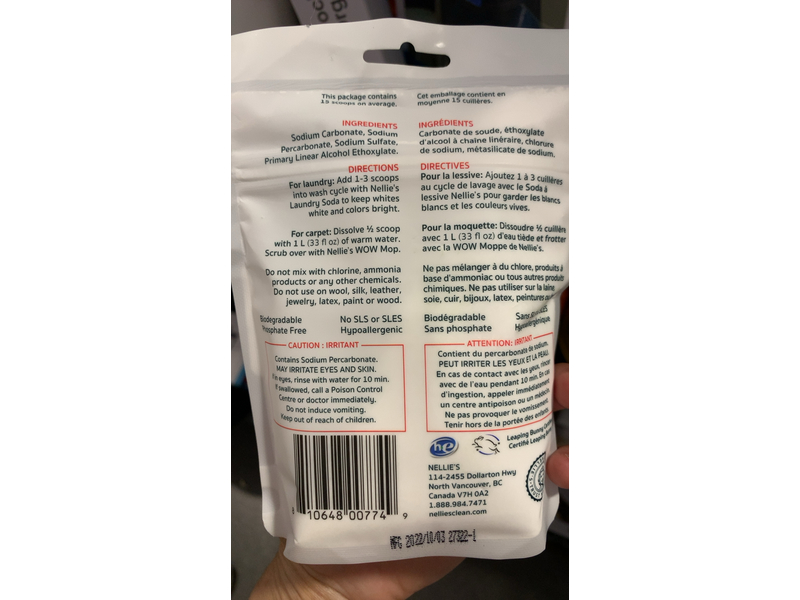 This package contains
on average.
Cet emballage contient en
moyenne 15 cuillères.
INGREDIENTS
Sodium Carbonate, Sodium
Percarbonate, Sodium Sulfate,
Primary Linear Alcohol Ethoxylate.
INGRÉDIENTS
Carbonate de soude, éthoxylate
d'alcool à chaîne linéraire, chlorure
de sodium, métasilicate de sodium.
DIRECTIONS
For laundry: Add 1-3 scoops
into wash cycle with Nellie's
Laundry Soda to keep whites
white and colors bright.
DIRECTIVES
Pour la lessive: Ajoutez 1 à 3 cuillères
au cycle de lavage avec le Soda à
lessive Nellie's pour garder les blancs
blancs et les couleurs vives.
For carpet: Dissolve ½ scoop
with 1 L (33 fl oz) of warm water.
Scrub over with Nellie's WOW Mop.
Pour la moquette: Dissoudre ½ cuillère
avec 1 L (33 fl oz) d'eau tiède et frotter
avec la WOW Moppe de Nellie's.
Do not mix with chlorine, ammonia
products or any other chemicals.
Do not use on wool, silk, leather,
jewelry, latex, paint or wood.
Ne pas mélanger à du chlore, produits à
base d'ammoniac ou tous autres produits
chimiques. Ne pas utiliser sur la laine,
soie, cuir, bijoux, latex, peintures ou
Biodegradable No SLS or SLES
Phosphate Free Hypoallergenic
Biodégradable Sans
Sans phosphate Hypoallergénique
CAUTION : IRRITANT
Contains Sodium Percarbonate.
MAY IRRITATE EYES AND SKIN.
If in eyes, rinse with water for 10 min.
If swallowed, call a Poison Control
Centre or doctor immediately.
Do not induce vomiting.
Keep out of reach of children.
ATTENTION: IRRITANT
Contient du percarbonate de sodium.
PEUT IRRITER LES YEUX ET LA PEAU.
En cas de contact avec les yeux, rincer
avec de l'eau pendant 10 min. En cas
d'ingestion, appeler immédiatement
un centre antipoison ou un médecin.
Ne pas provoquer le vomissement.
Tenir hors de la portée des enfants.
he
Leaping Bunny
Certifié Leaping
NELLIE'S
114-2455 Dollarton Hwy
North Vancouver, BC
Canada V7H 0A2
1.888.984.7471
nelliesclean.com
8 10648 00774 9
MFG 2022/10/03 27322-1